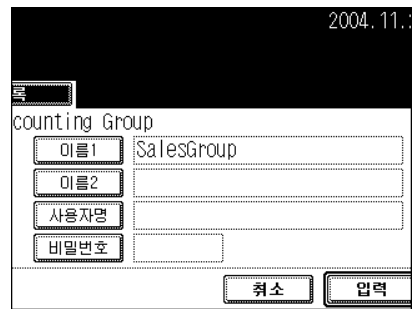 2004.11.
록
counting Group
이름1 SalesGroup
이름2
사용자명
비밀번호
취소 입력